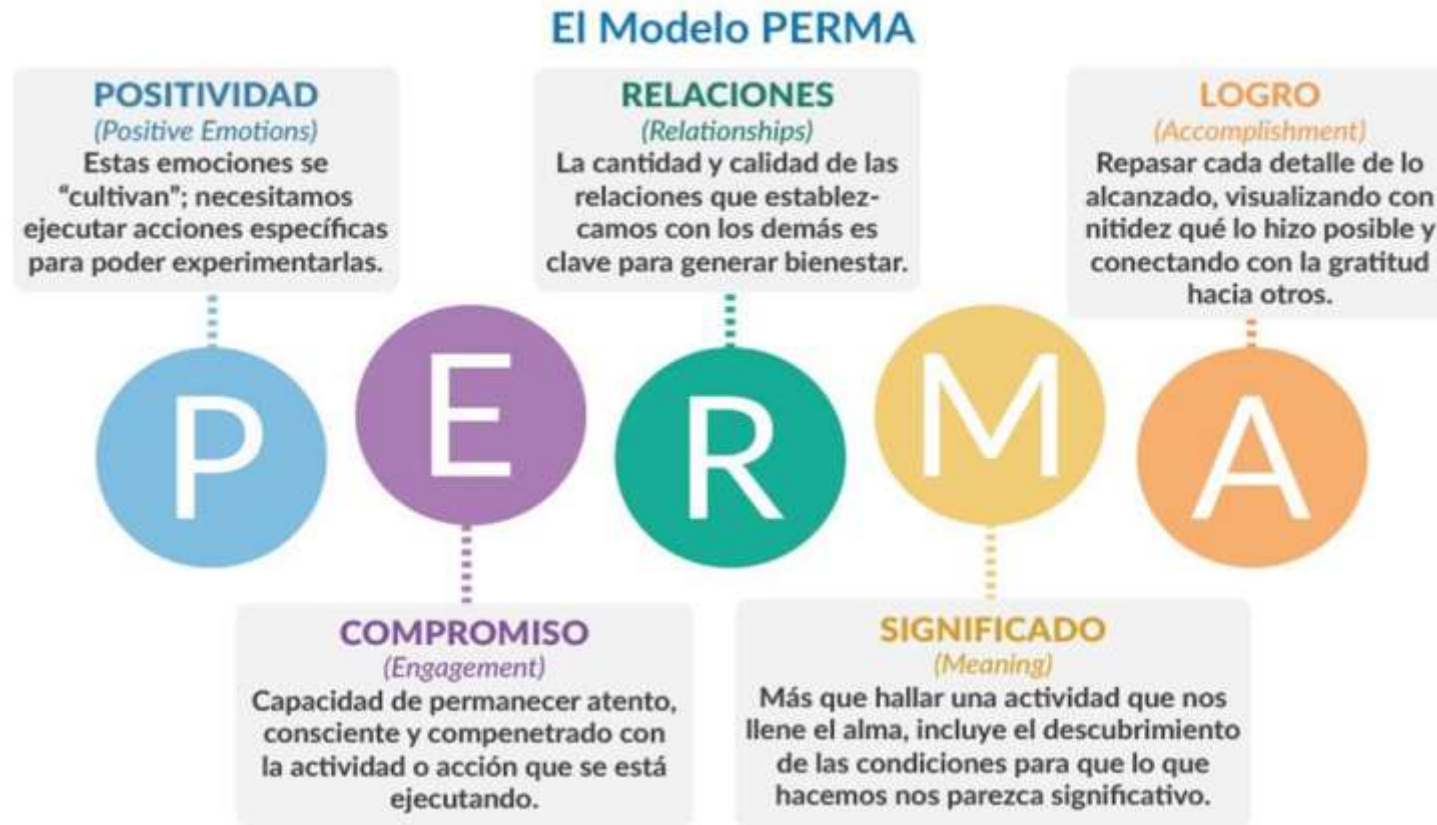 El Modelo PERMA
POSITIVIDAD
(Positive Emotions)
Estas emociones se
“cultivan”; necesitamos
ejecutar acciones específicas
para poder experimentarlas.
RELACIONES
(Relationships)
La cantidad y calidad de las
relaciones que establez-
camos con los demás es
clave para generar bienestar.
LOGRO
(Accomplishment)
Repasar cada detalle de lo
alcanzado, visualizando con
nitidez qué lo hizo posible y
conectando con la gratitud
hacia otros.
P
E
R
M
A
COMPROMISO
(Engagement)
Capacidad de permanecer atento,
consciente y compenetrado con
la actividad o acción que se está
ejecutando.
SIGNIFICADO
(Meaning)
Más que hallar una actividad que nos
llene el alma, incluye el descubrimiento
de las condiciones para que lo que
hacemos nos parezca significativo.